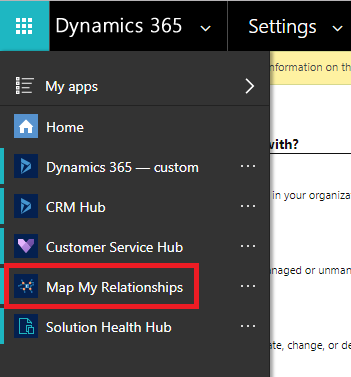 Dynamics 365 Settings
My apps
nformation on th
Home
with?
Dynamics 365 — custom ...
in your organizat
CRM Hub ...
Customer Service Hub ...
naged or unman
Map My Relationships ...
Solution Health Hub ...
ate, change, or de